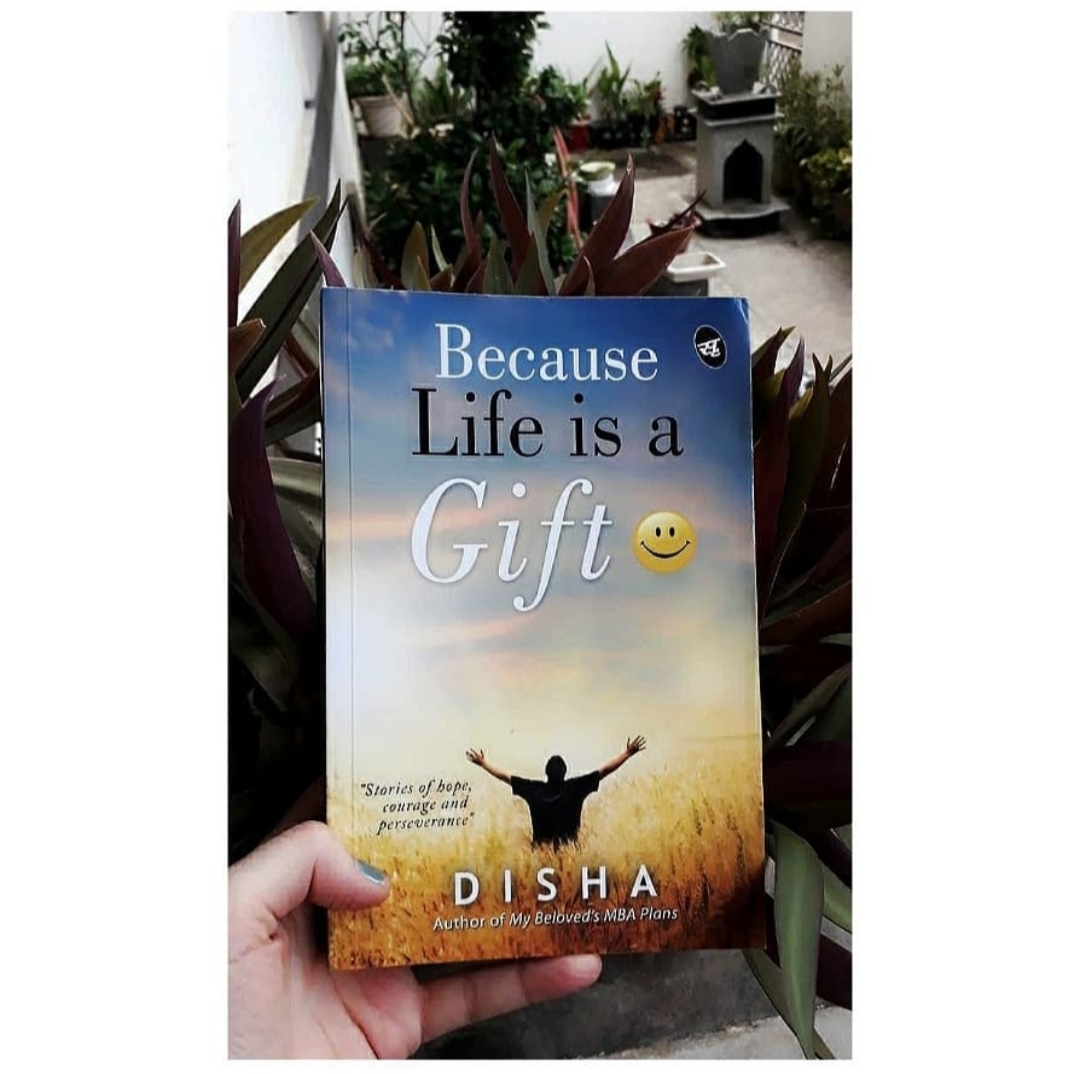 Because
Life is a
Gift
सृ
"Stories of hope,
courage and
perseverance"
DISHA
Author of My Beloved's MBA Plans